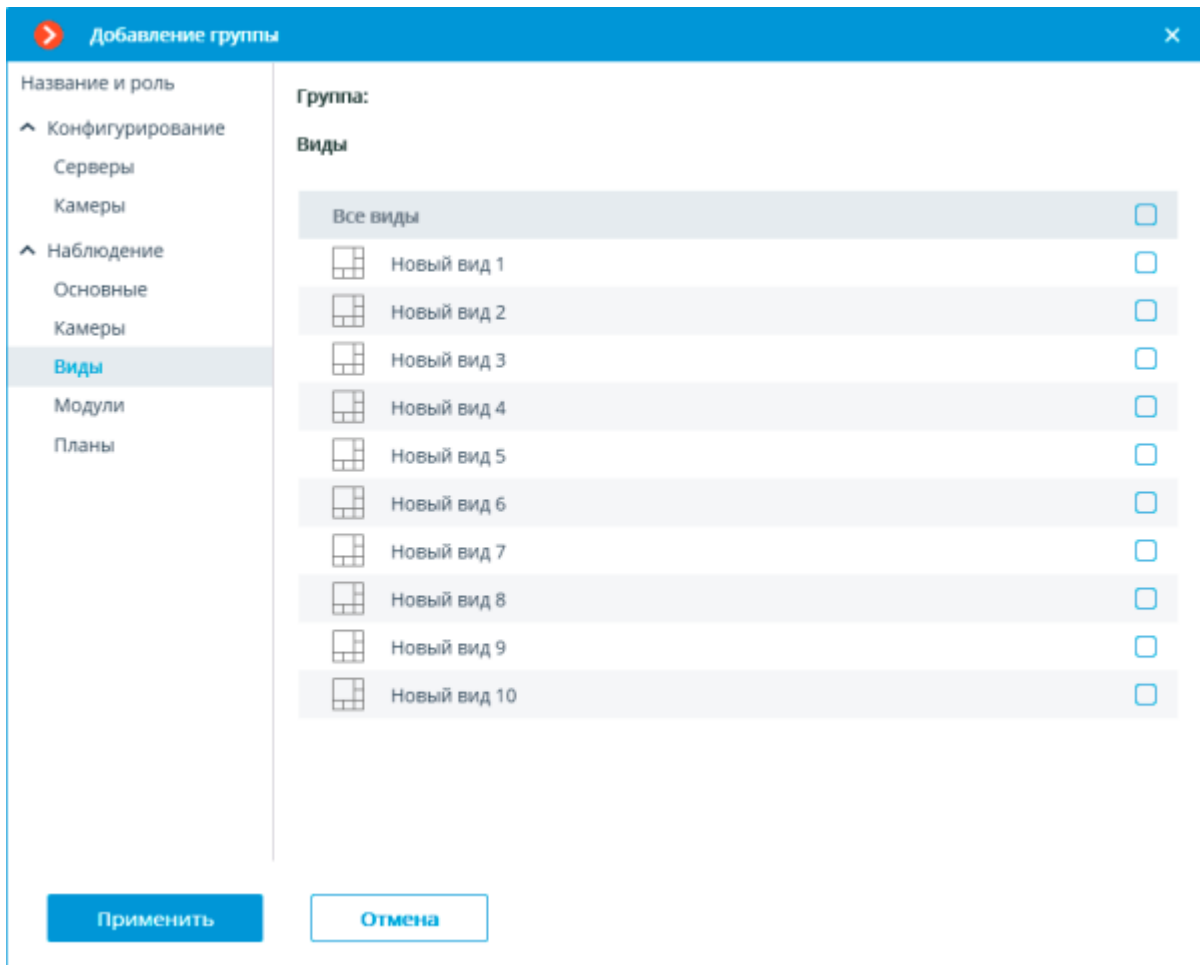 Добавление группы
Название и роль
Конфигурирование
Серверы
Камеры
Наблюдение
Основные
Камеры
Виды
Модули
Планы
Группа:
Виды
Все виды
Новый вид 1
Новый вид 2
Новый вид 3
Новый вид 4
Новый вид 5
Новый вид 6
Новый вид 7
Новый вид 8
Новый вид 9
Новый вид 10
Применить
Отмена